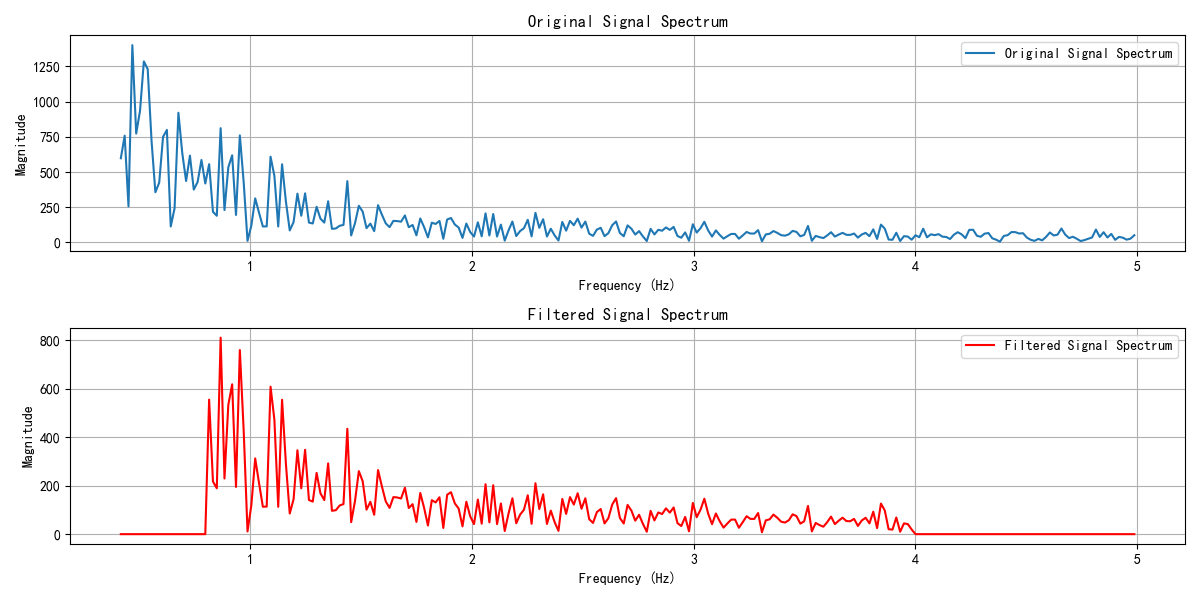 Original Signal Spectrum
Original Signal Spectrum
1250
1000
750
500
250
0
Magnitude
1 2 3 4 5
Frequency (Hz)
Filtered Signal Spectrum
Filtered Signal Spectrum
800
600
400
200
0
Magnitude
1 2 3 4 5
Frequency (Hz)